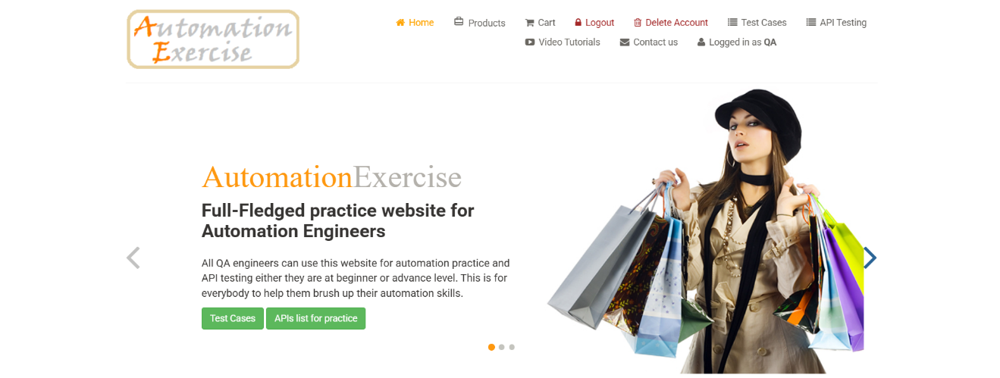 Automation
Exercise
Home Products Cart Logout Delete Account Test Cases API Testing
Video Tutorials Contact us Logged in as QA
AutomationExercise
Full-Fledged practice website for
Automation Engineers
All QA engineers can use this website for automation practice and
API testing either they are at beginner or advance level. This is for
everybody to help them brush up their automation skills.
Test Cases APIs list for practice